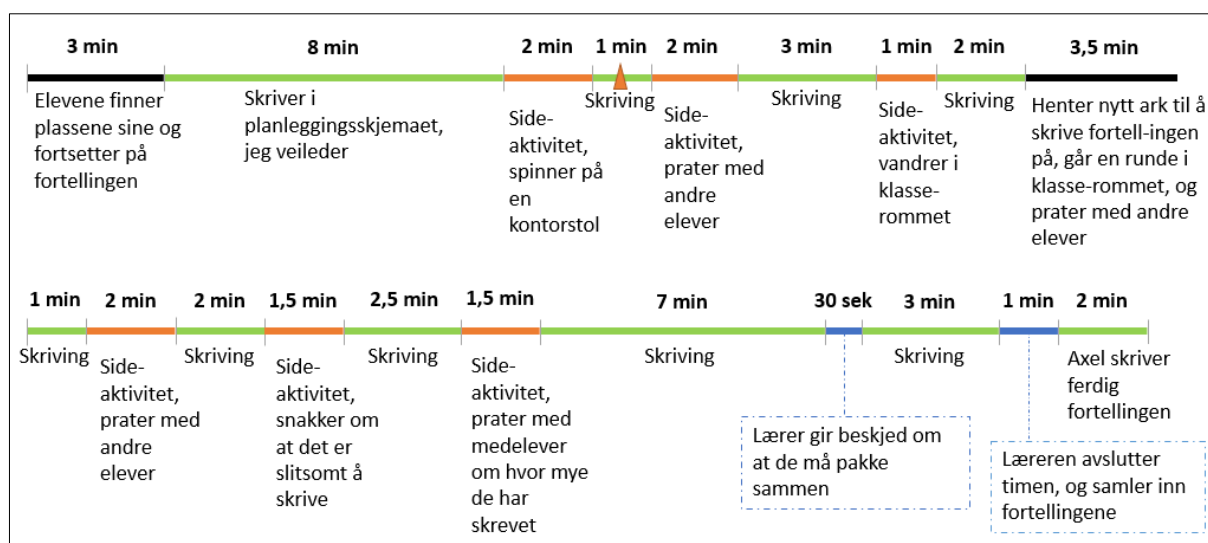 3 min 8 min 2 min 1 min 2 min 3 min 1 min 2 min 3,5 min
Elevene finner
plassene sine og
fortsetter på
fortellingen
Skriver i
planleggingsskjemaet,
jeg veileder
Side-
aktivitet,
spinner på
en
kontorstol
Skriving
Side-
aktivitet,
prater med
andre
elever
Skriving
Side-
aktivitet,
vandrer i
klasse-
rommet
Skriving
Henter nytt ark til å
skrive fortell-ingen
på, går en runde i
klasse-rommet, og
prater med andre
elever
1 min 2 min 2 min 1,5 min 2,5 min 1,5 min 7 min 30 sek 3 min 1 min 2 min
Skriving
Side-
aktivitet,
prater med
andre
elever
Skriving
Side-
aktivitet,
snakker om
at det er
slitsomt å
skrive
Skriving
Side-
aktivitet,
prater med
medelever
om hvor mye
de har
skrevet
Skriving
Lærer gir beskjed om
at de må pakke
sammen
Skriving
Læreren avslutter
timen, og samler inn
fortellingene
Axel skriver
ferdig
fortellingen